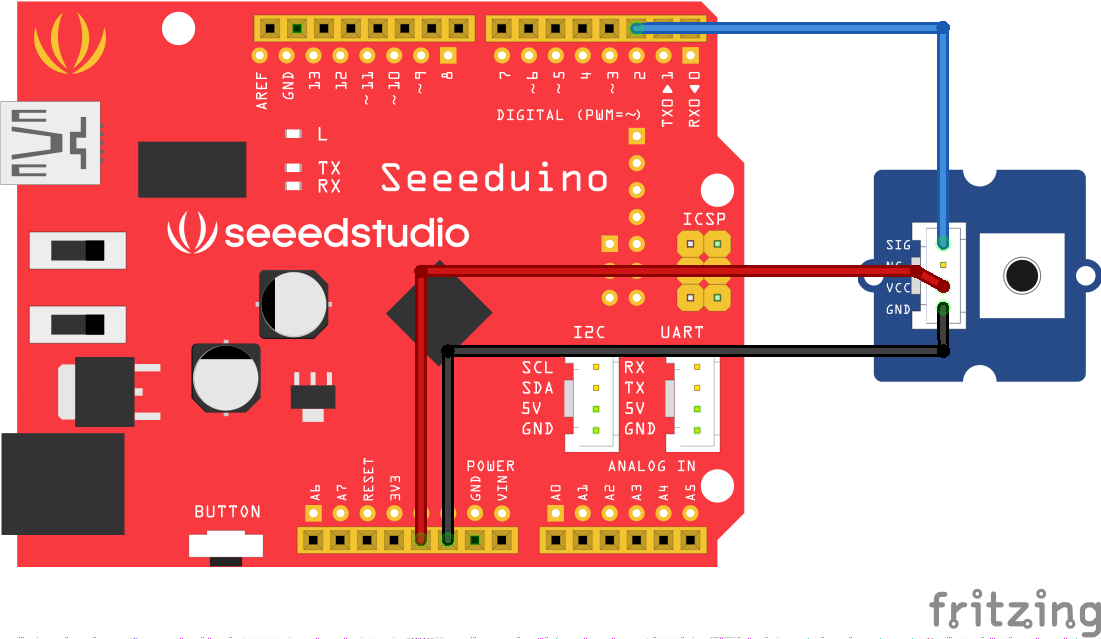 AREF GND 13 12 ~11 ~10 ~9 8 7 ~6 ~5 4 ~3 2 TXO▶1 RXO◀0
DIGITAL (PWM=~)
L
TX
RX
Seeeduino
seeedstudio
ICSP
SIG
VCC
GND
I2C UART
SCL RX
SDA TX
5V 5V
GND GND
POWER ANALOG IN
A6 A7 RESET 3V3 GND VIN A0 A1 A2 A3 A4 A5
BUTTON
fritzing